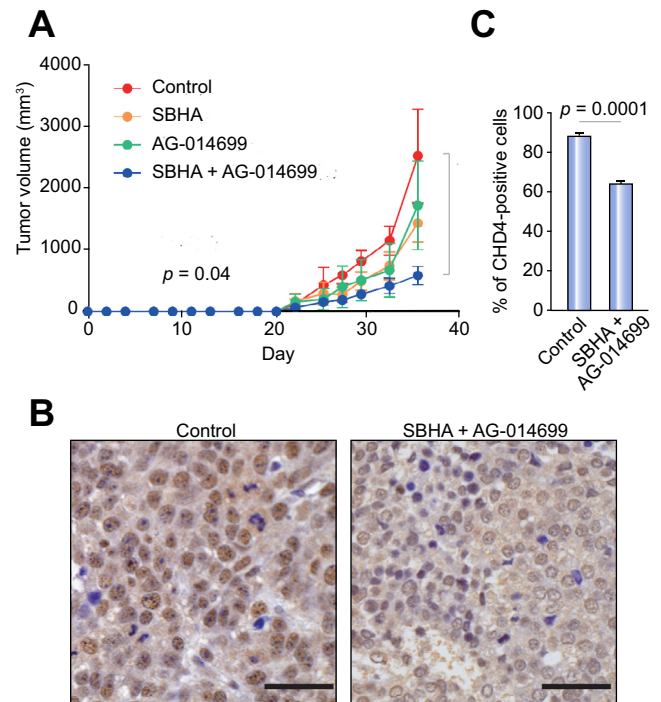 A
Tumor volume (mm³)
4000
3000
2000
1000
0
Control
SBHA
AG-014699
SBHA + AG-014699
p = 0.04
0
10
20
30
40
Day
C
p = 0.0001
% of CHD4-positive cells
100
80
60
40
20
0
Control
SBHA +
AG-014699
B
Control
SBHA + AG-014699